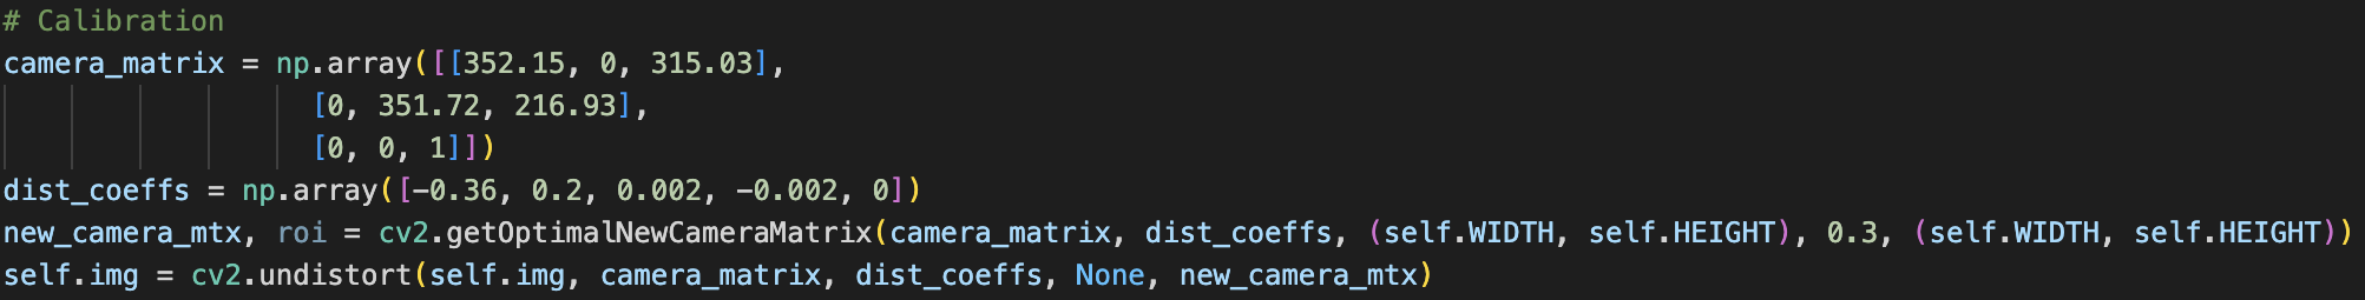 # Calibration
camera_matrix = np.array([[352.15, 0, 315.03],
[0, 351.72, 216.93],
[0, 0, 1]])
dist_coeffs = np.array([-0.36, 0.2, 0.002, -0.002, 0])
new_camera_mtx, roi = cv2.getOptimalNewCameraMatrix(camera_matrix, dist_coeffs, (self.WIDTH, self.HEIGHT), 0.3, (self.WIDTH, self.HEIGHT))
self.img = cv2.undistort(self.img, camera_matrix, dist_coeffs, None, new_camera_mtx)